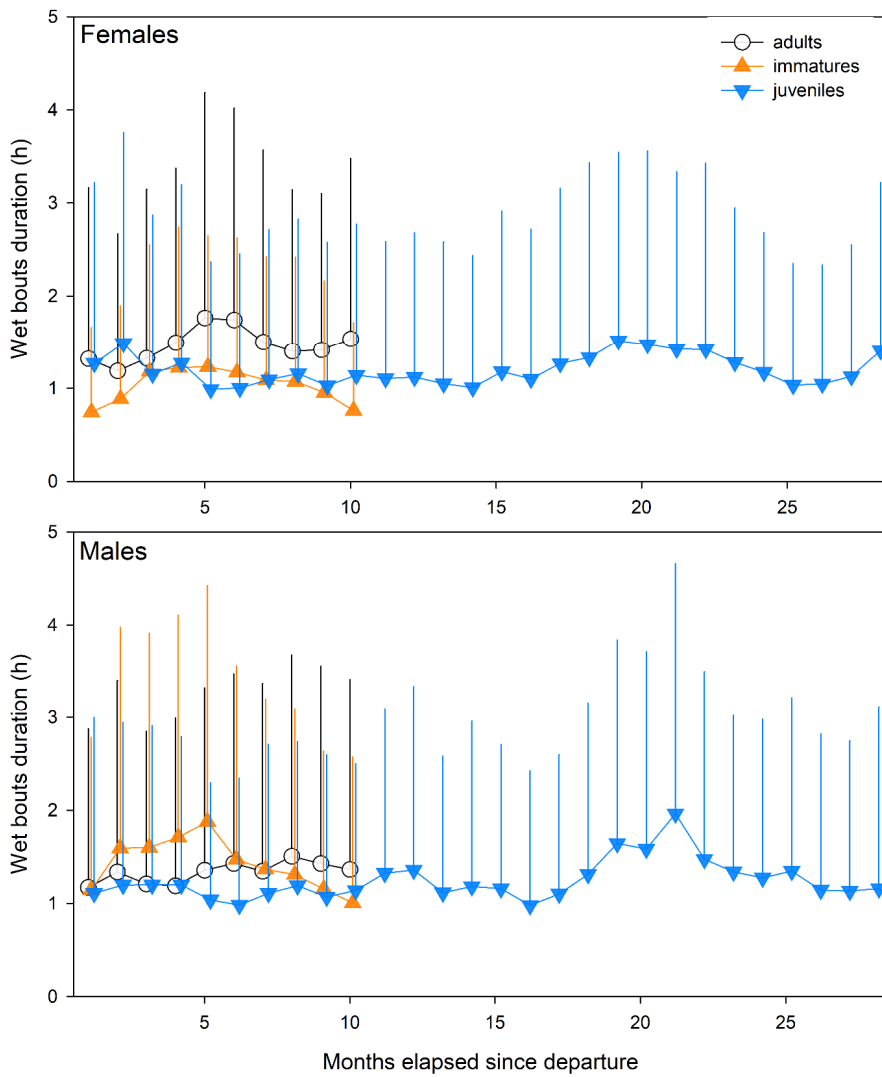 Females
adults
immatures
juveniles
Wet bouts duration (h)
5
4
3
2
1
0
5
10
15
20
25
Males
Wet bouts duration (h)
5
4
3
2
1
0
5
10
15
20
25
Months elapsed since departure